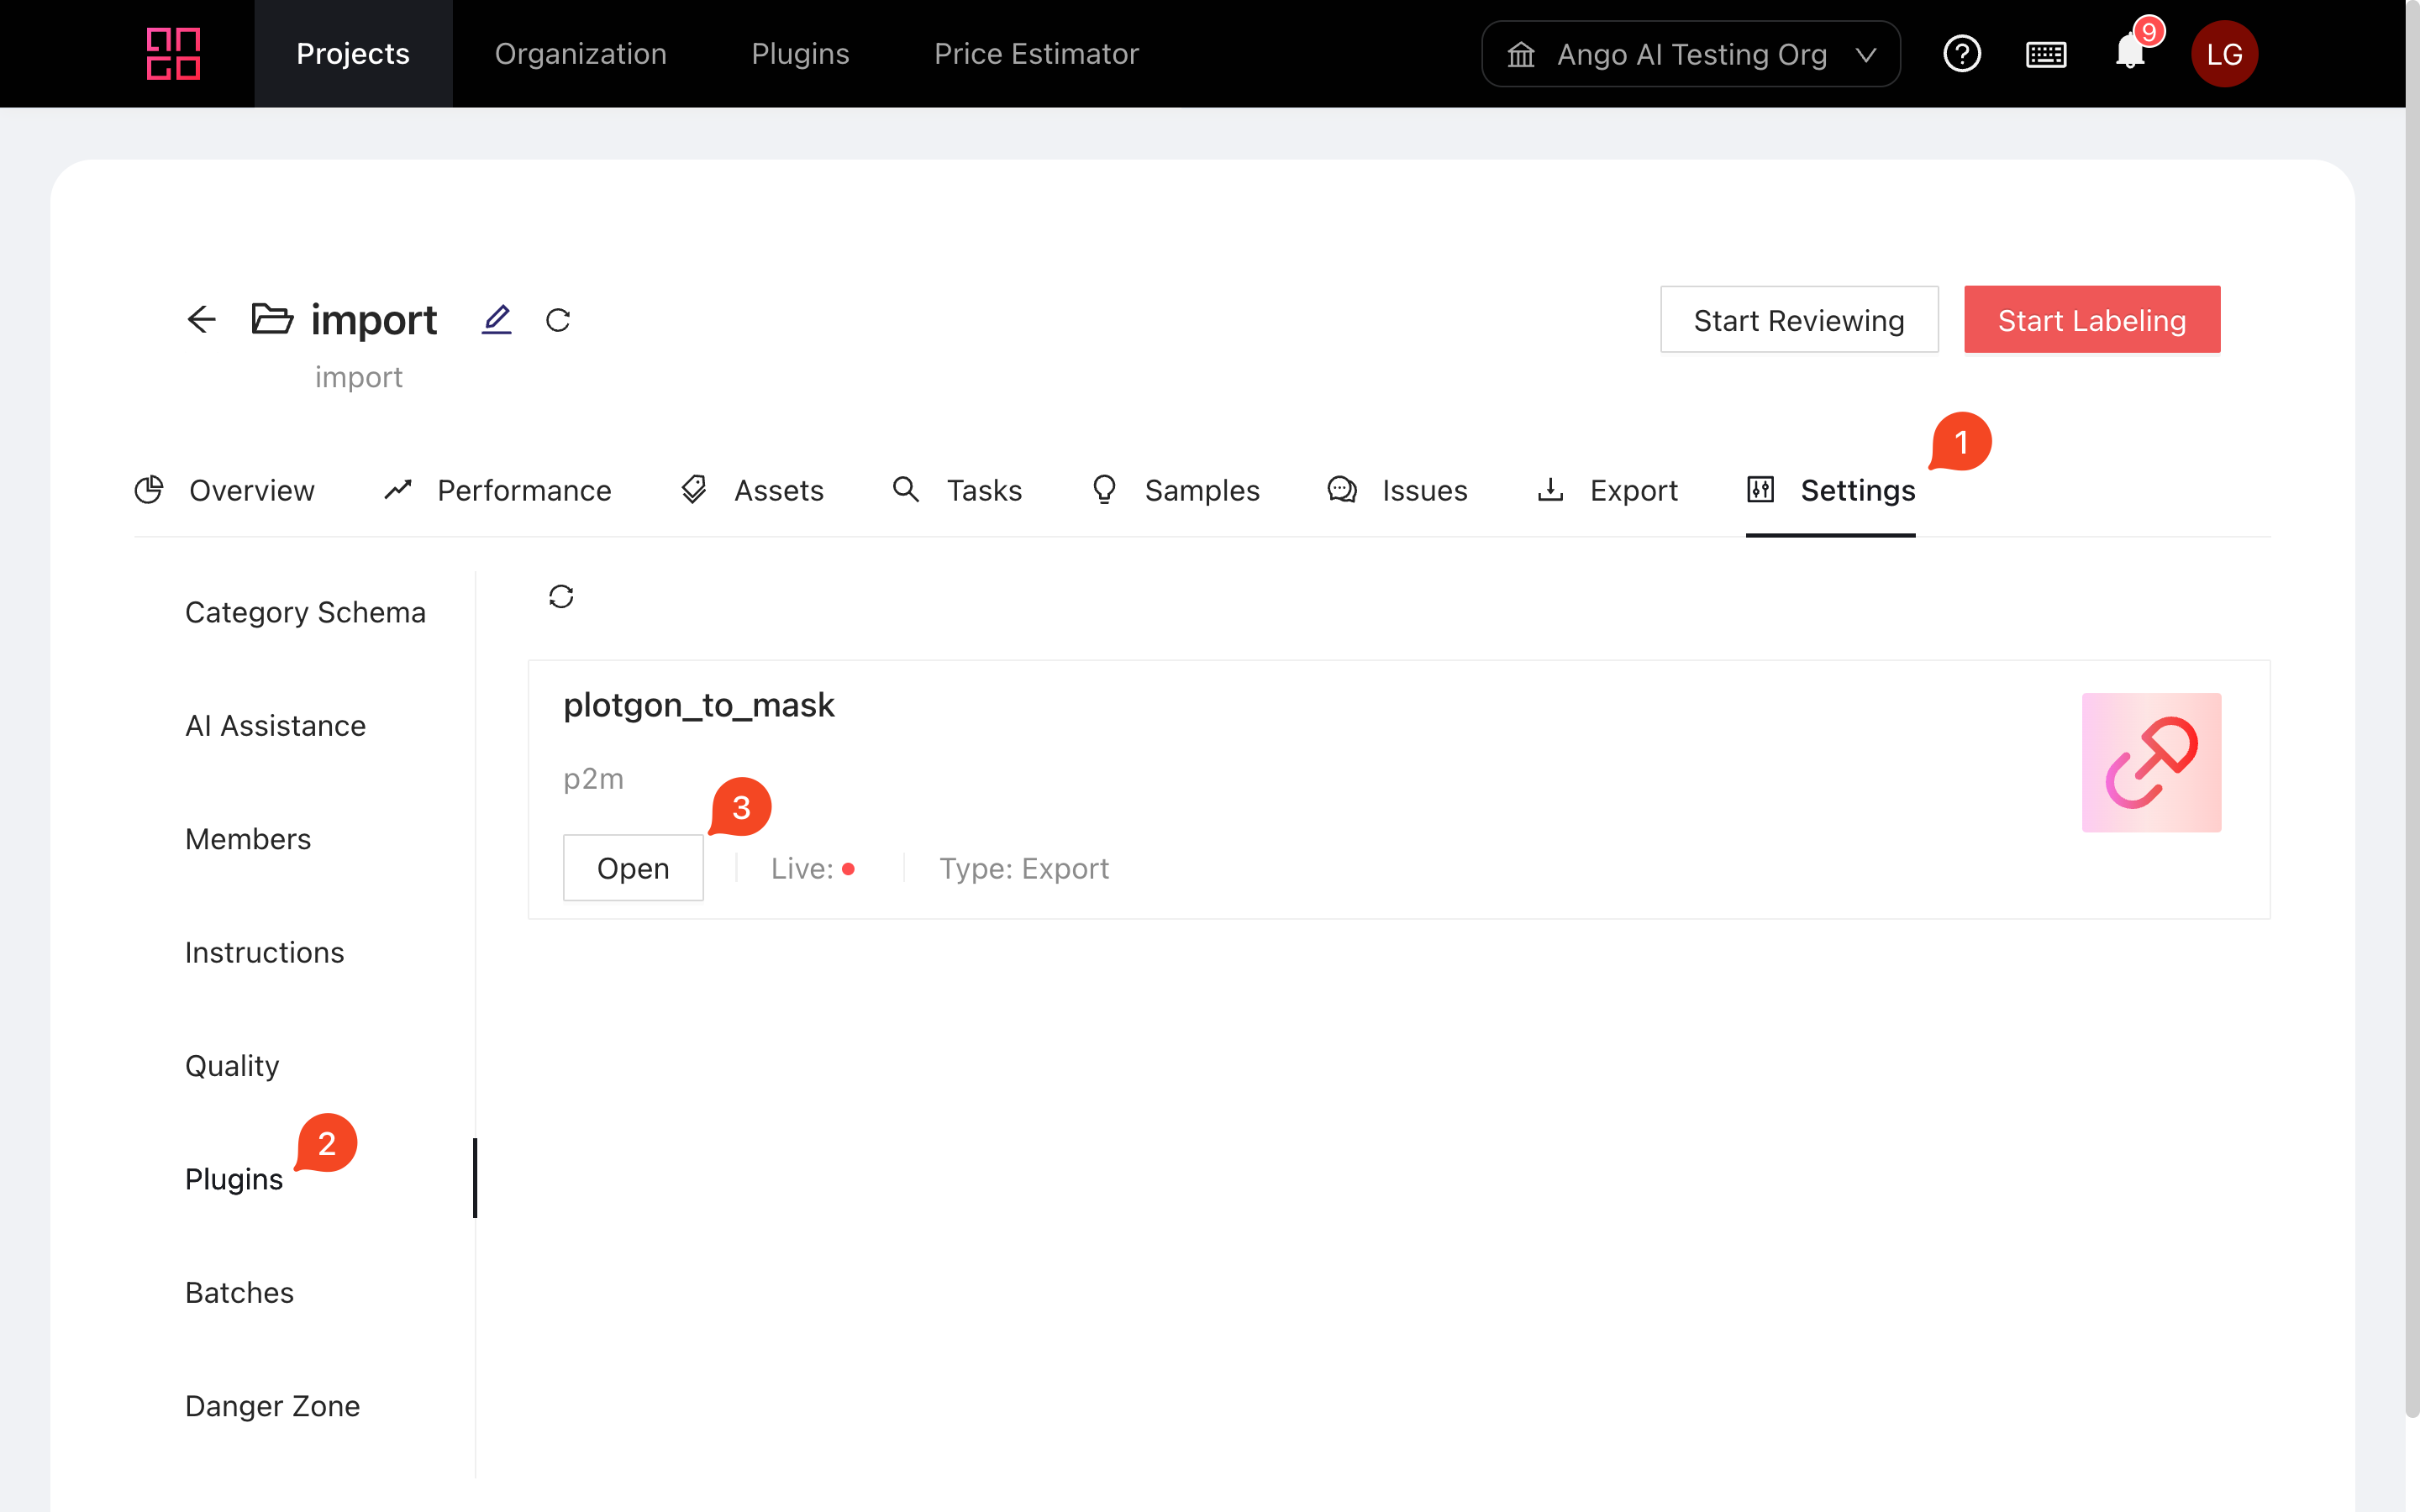 Projects
Organization
Plugins
Price Estimator
Ango AI Testing Org
9
LG
import
import
Start Reviewing
Start Labeling
1
Overview
Performance
Assets
Tasks
Samples
Issues
Export
Settings
Category Schema
AI Assistance
Members
Instructions
Quality
Plugins
2
Batches
Danger Zone
plotgon_to_mask
p2m
3
Open
Live:
Type: Export